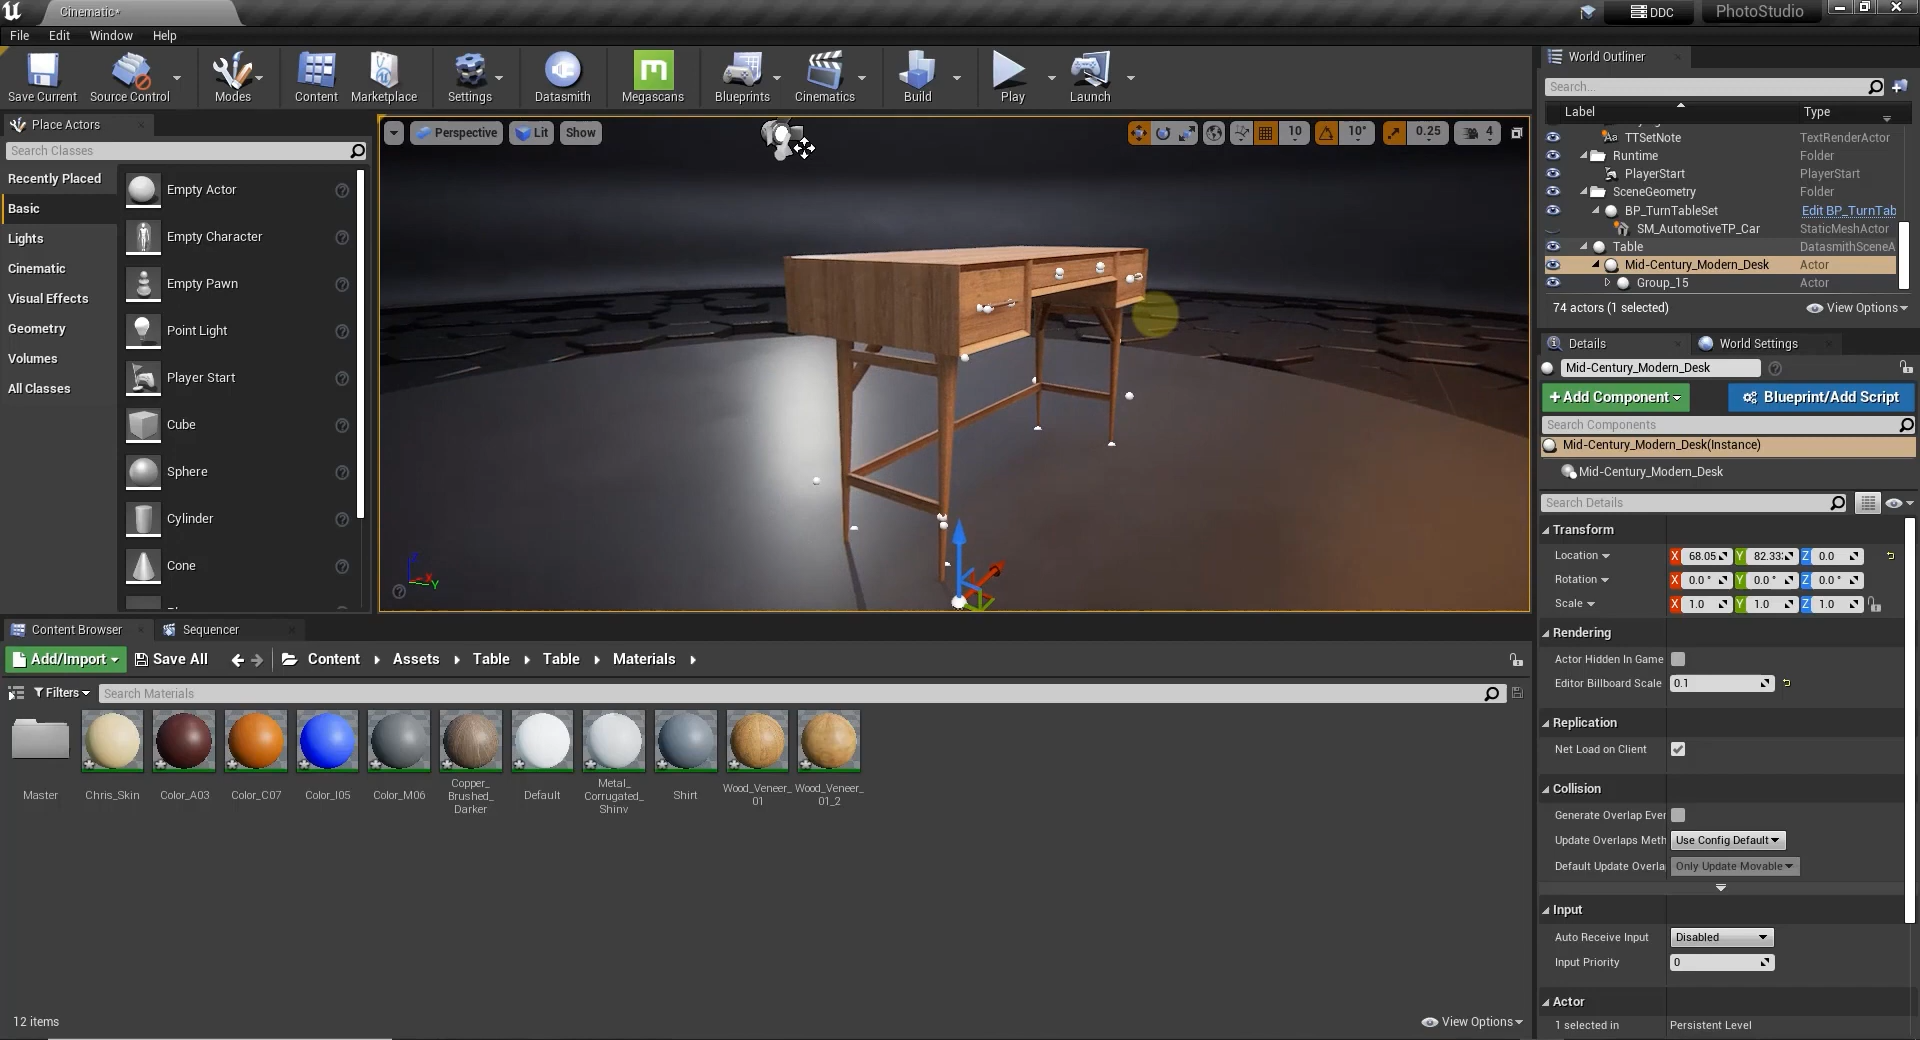 Cinematic*
DDC
PhotoStudio
File Edit Window Help
Save Current
Source Control
Modes
Content
Marketplace
Settings
Datasmith
Megascans
Blueprints
Cinematics
Build
Play
Launch
Place Actors
Search Classes
Recently Placed
Basic
Lights
Cinematic
Visual Effects
Geometry
Volumes
All Classes
Empty Actor
Empty Character
Empty Pawn
Point Light
Player Start
Cube
Sphere
Cylinder
Cone
Perspective
Lit
Show
10
10°
0.25
4
World Outliner
Search...
Label Type
TTSetNote TextRenderActor
Runtime Folder
PlayerStart PlayerStart
SceneGeometry Folder
BP_TurnTableSet Edit BP_TurnTab
SM_AutomotiveTP_Car StaticMeshActor
Table DatasmithSceneA
Mid-Century_Modern_Desk Actor
Group_15 Actor
74 actors (1 selected) View Options
Details
World Settings
Mid-Century_Modern_Desk
+Add Component
Blueprint/Add Script
Search Components
Mid-Century_Modern_Desk(Instance)
Mid-Century_Modern_Desk
Search Details
Transform
Location X 68.05 Y 82.33 Z 0.0
Rotation X 0.0 ° Y 0.0 ° Z 0.0 °
Scale X 1.0 Y 1.0 Z 1.0
Rendering
Actor Hidden In Game
Editor Billboard Scale 0.1
Replication
Net Load on Client
Collision
Generate Overlap Ever
Update Overlaps Meth Use Config Default
Default Update Overla Only Update Movable
Input
Auto Receive Input Disabled
Input Priority 0
Actor
1 selected in Persistent Level
Content Browser
Sequencer
Add/Import
Save All
Content Assets Table Table Materials
Filters
Search Materials
Master
Chris_Skin
Color_A03
Color_C07
Color_I05
Color_M06
Copper_
Brushed_
Darker
Default
Metal_
Corrugated_
Shiny
Shirt
Wood_Veneer_
01
Wood_Veneer_
01_2
12 items
View Options